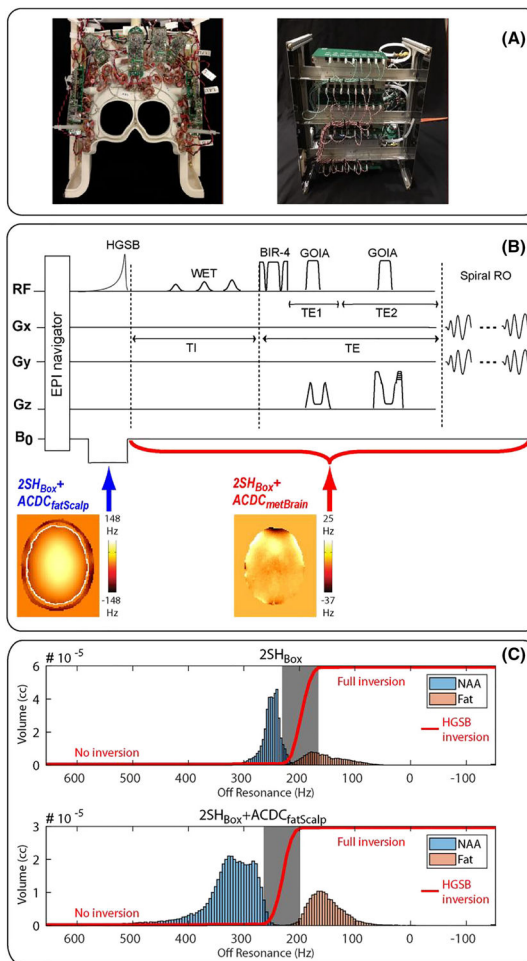 (A)
(B)
HGSB
WET
BIR-4
GOIA
GOIA
Spiral RO
EPI navigator
RF
TE1
TE2
Gx
TI
TE
Gy
Gz
B0
2SHBox+
ACDCfatScalp
148
Hz
-148
Hz
2SHBox+
ACDCmetBrain
25
Hz
-37
Hz
(C)
# 10 -5
2SHBox
6
4
2
0
Volume (cc)
No inversion
Full inversion
NAA
Fat
HGSB
inversion
600 500 400 300 200 100 0 -100
Off Resonance (Hz)
# 10 -5
2SHBox+ACDCfatScalp
3
2
1
0
Volume (cc)
No inversion
Full inversion
NAA
Fat
HGSB
inversion
600 500 400 300 200 100 0 -100
Off Resonance (Hz)